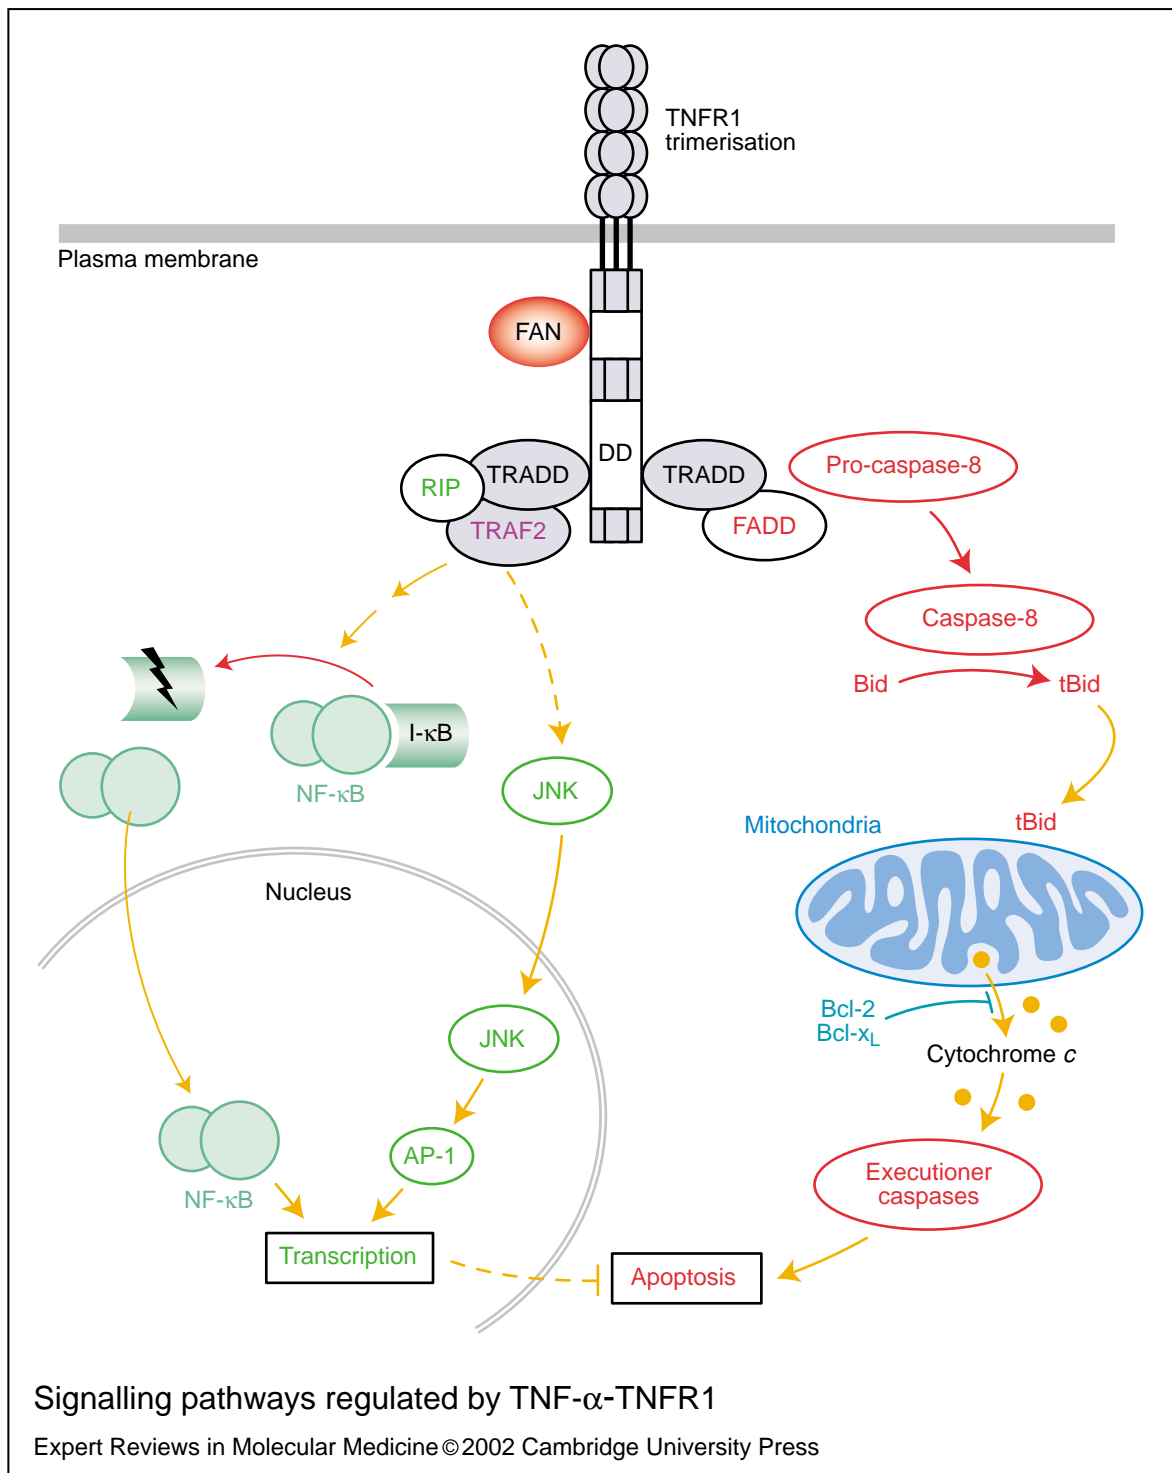 TNFR1
trimerisation
Plasma membrane
FAN
DD
TRADD
TRADD
RIP
TRAF2
FADD
Pro-caspase-8
Caspase-8
Bid
tBid
I-κB
NF-κB
JNK
tBid
Mitochondria
Nucleus
Bcl-2
Bcl-xL
Cytochrome c
JNK
AP-1
NF-κB
Executioner
caspases
Transcription
Apoptosis
Signalling pathways regulated by TNF-α-TNFR1
Expert Reviews in Molecular Medicine © 2002 Cambridge University Press